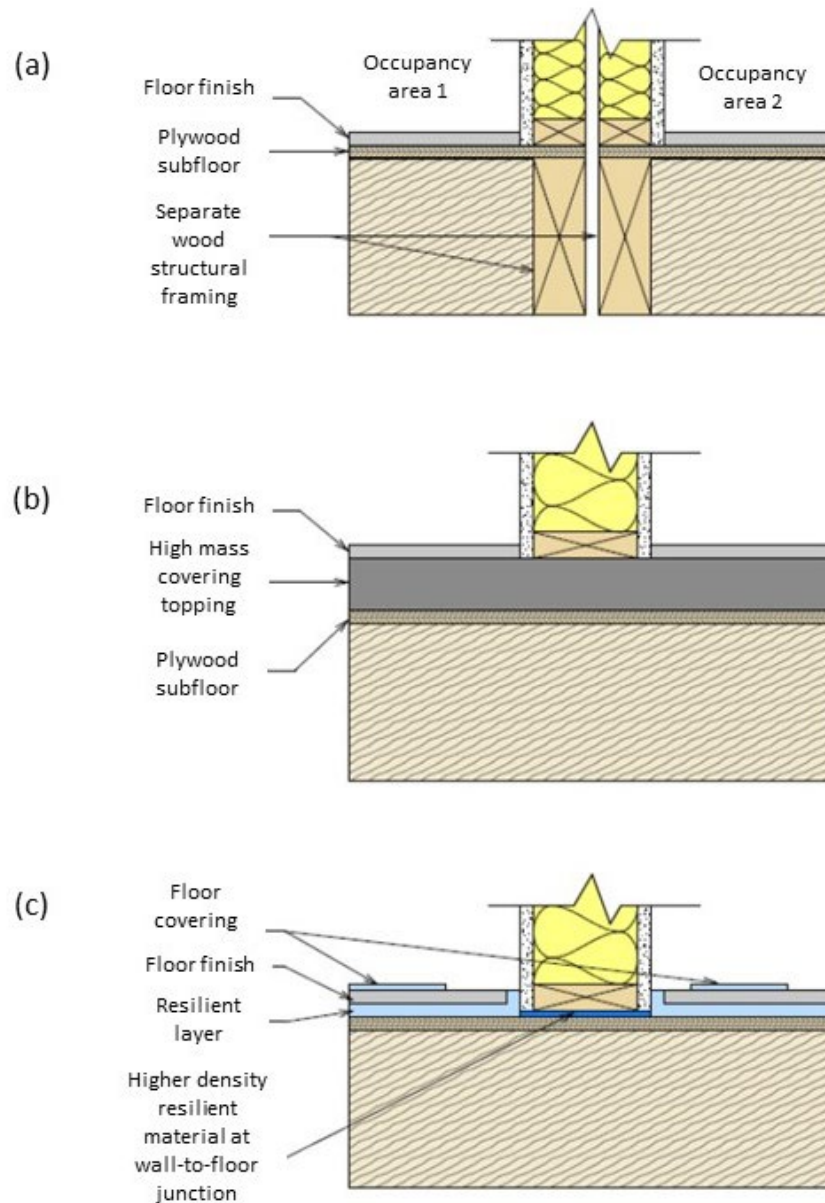 (a)
Floor finish
Occupancy
area 1
Occupancy
area 2
Plywood
subfloor
Separate
wood
structural
framing
(b)
Floor finish
High mass
covering
topping
Plywood
subfloor
(c)
Floor
covering
Floor finish
Resilient
layer
Higher density
resilient
material at
wall-to-floor
junction